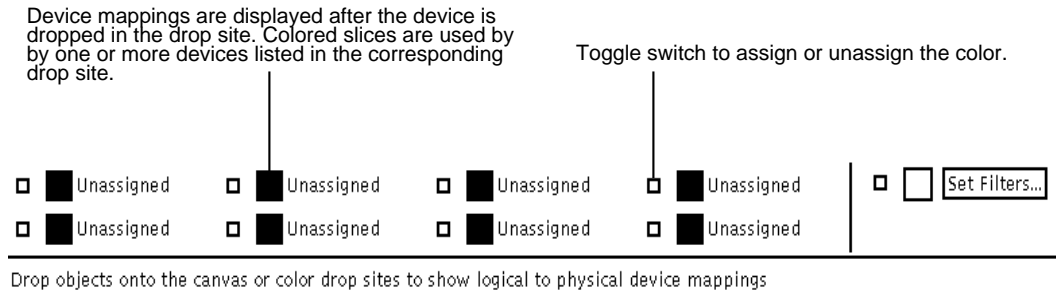 Device mappings are displayed after the device is
dropped in the drop site. Colored slices are used by
by one or more devices listed in the corresponding
drop site.
Toggle switch to assign or unassign the color.
Unassigned Unassigned Unassigned Unassigned Set Filters...
Unassigned Unassigned Unassigned Unassigned
Drop objects onto the canvas or color drop sites to show logical to physical device mappings